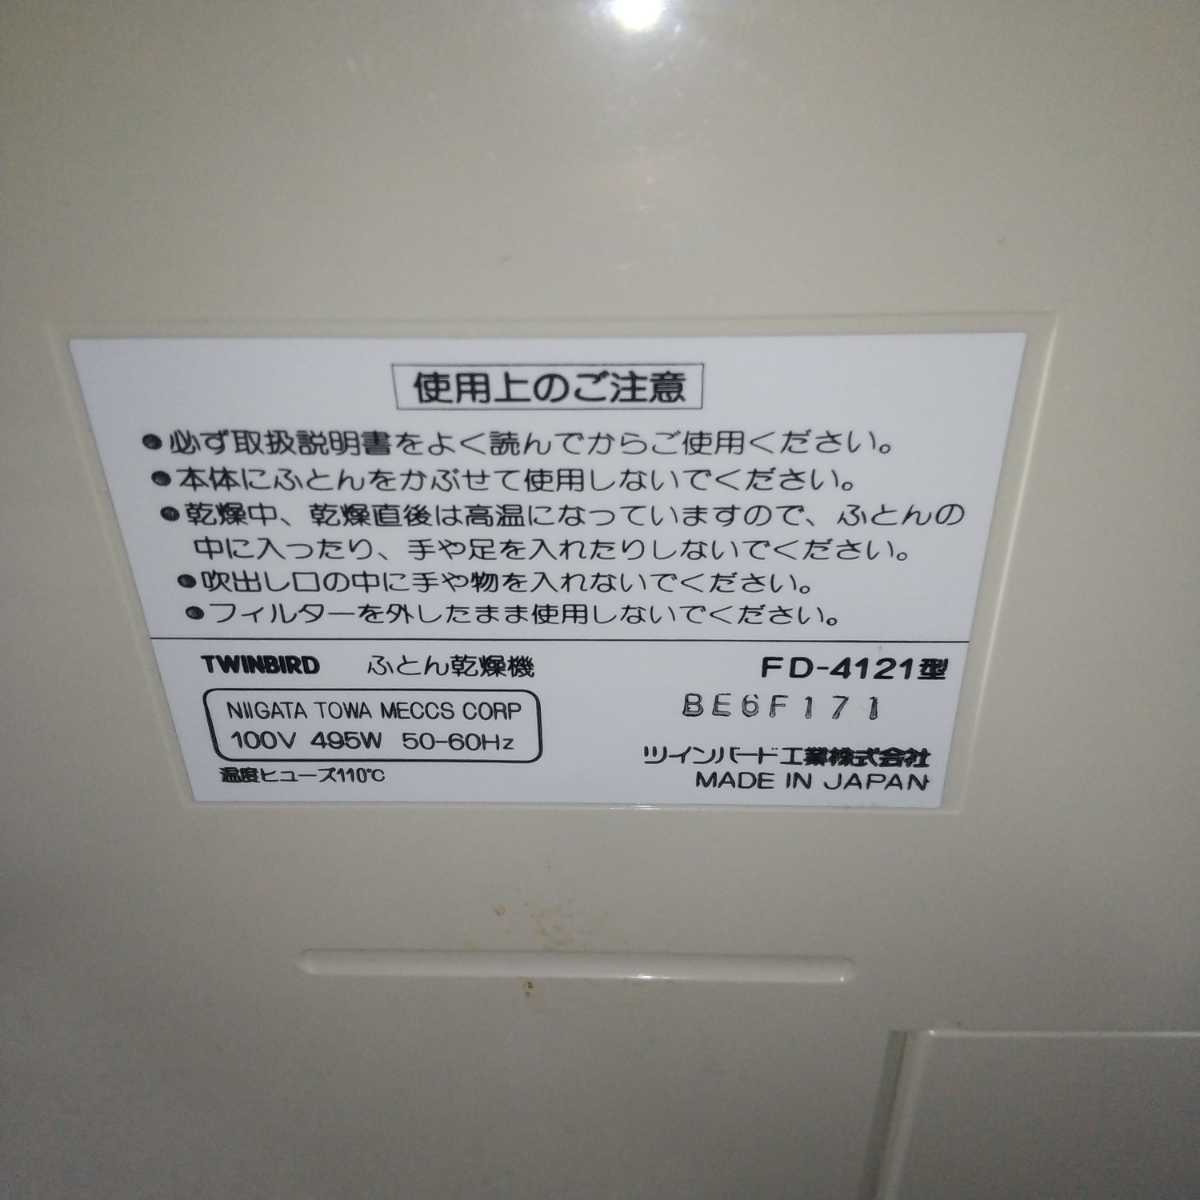 使用上のご注意
●必ず取扱説明書をよく読んでからご使用ください。
●本体にふとんをかぶせて使用しないでください。
●乾燥中、乾燥直後は高温になっていますので、ふとんの
中に入ったり、手や足を入れたりしないでください。
●吹出し口の中に手や物を入れないでください。
●フィルターを外したまま使用しないでください。
TWINBIRD ふとん乾燥機 FD-4121型
NIIGATA TOWA MECCS CORP
100V 495W 50-60Hz
温度ヒューズ110℃
BE6F171
ツインバード工業株式会社
MADE IN JAPAN